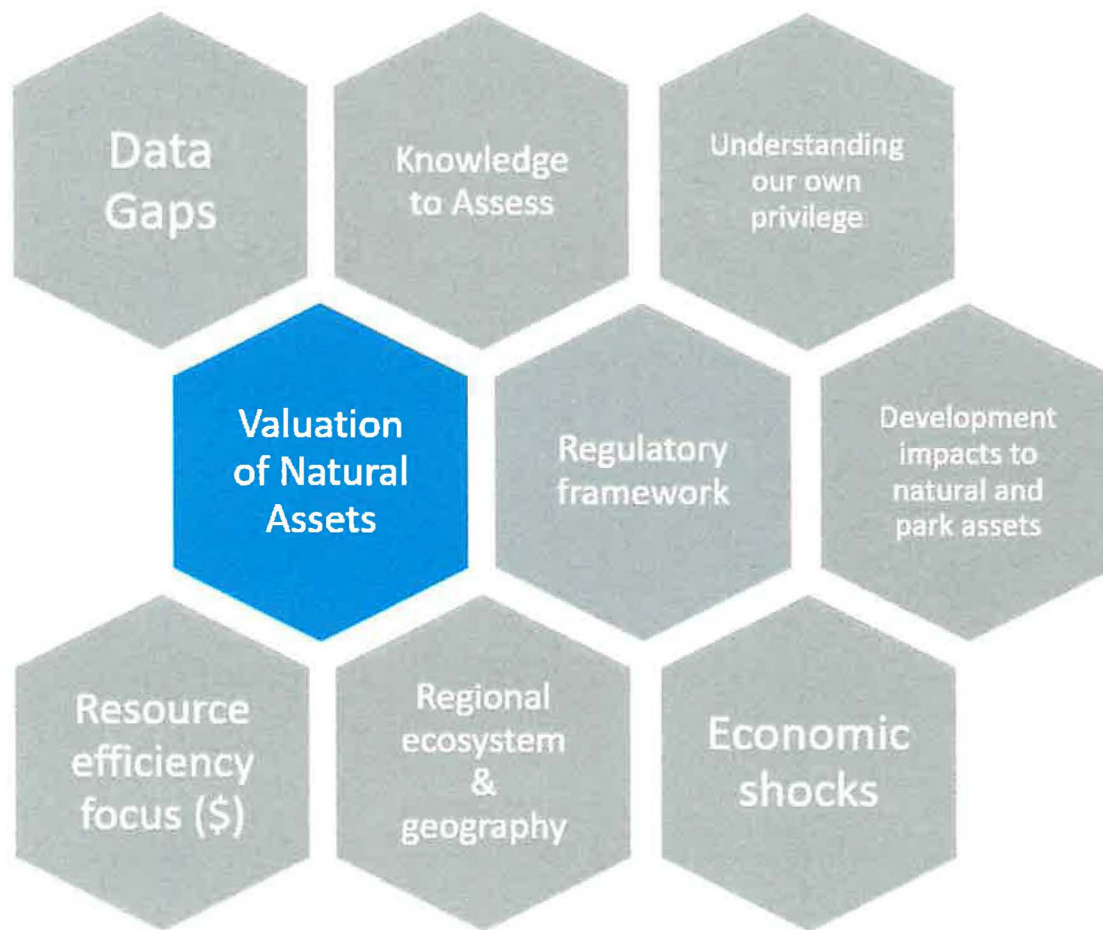 Data
Gaps
Knowledge
to Assess
Understanding
our own
privilege
Valuation
of Natural
Assets
Regulatory
framework
Development
impacts to
natural and
park assets
Resource
efficiency
focus ($)
Regional
ecosystem
&
geography
Economic
shocks